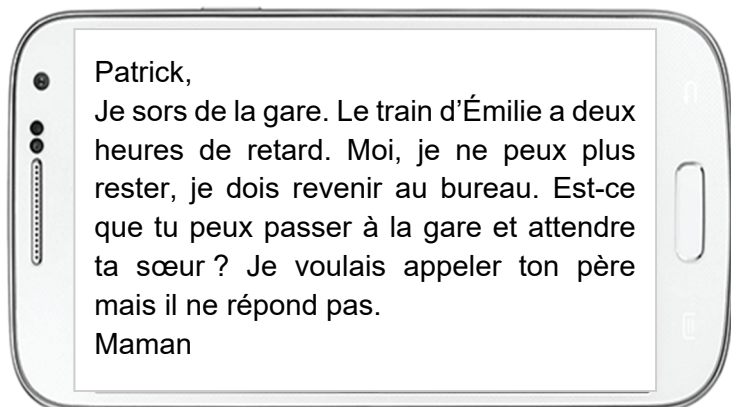 Patrick,
Je sors de la gare. Le train d’Émilie a deux
heures de retard. Moi, je ne peux plus
rester, je dois revenir au bureau. Est-ce
que tu peux passer à la gare et attendre
ta sœur ? Je voulais appeler ton père
mais il ne répond pas.
Maman